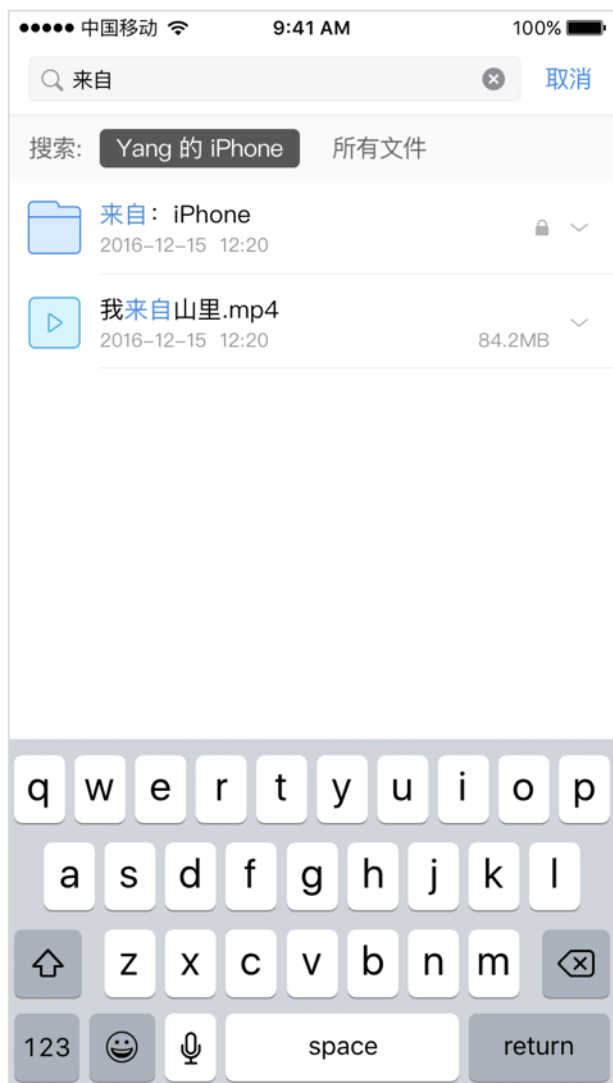 中国移动 9:41 AM 100%
来自 取消
搜索: Yang 的 iPhone 所有文件
来自：iPhone
2016-12-15 12:20
我来自山里.mp4
2016-12-15 12:20 84.2MB
q w e r t y u i o p
a s d f g h j k l
z x c v b n m
123 space return